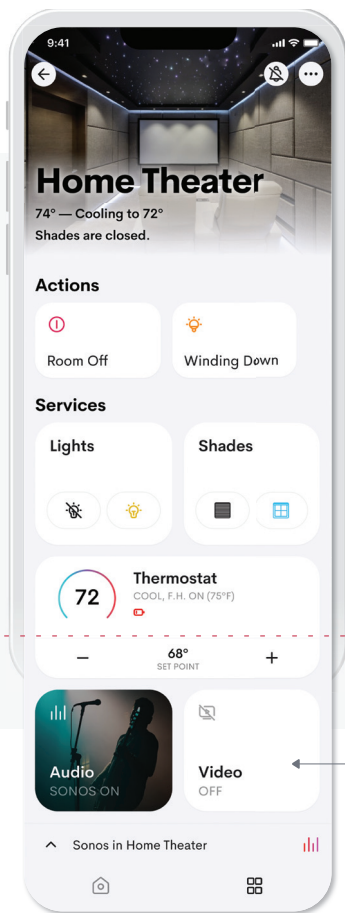 9:41
Home Theater
74° — Cooling to 72°
Shades are closed.
Actions
Room Off
Winding Down
Services
Lights
Shades
72
Thermostat
COOL, F.H. ON (75°F)
−
68°
SET POINT
+
Audio
SONOS ON
Video
OFF
Sonos in Home Theater